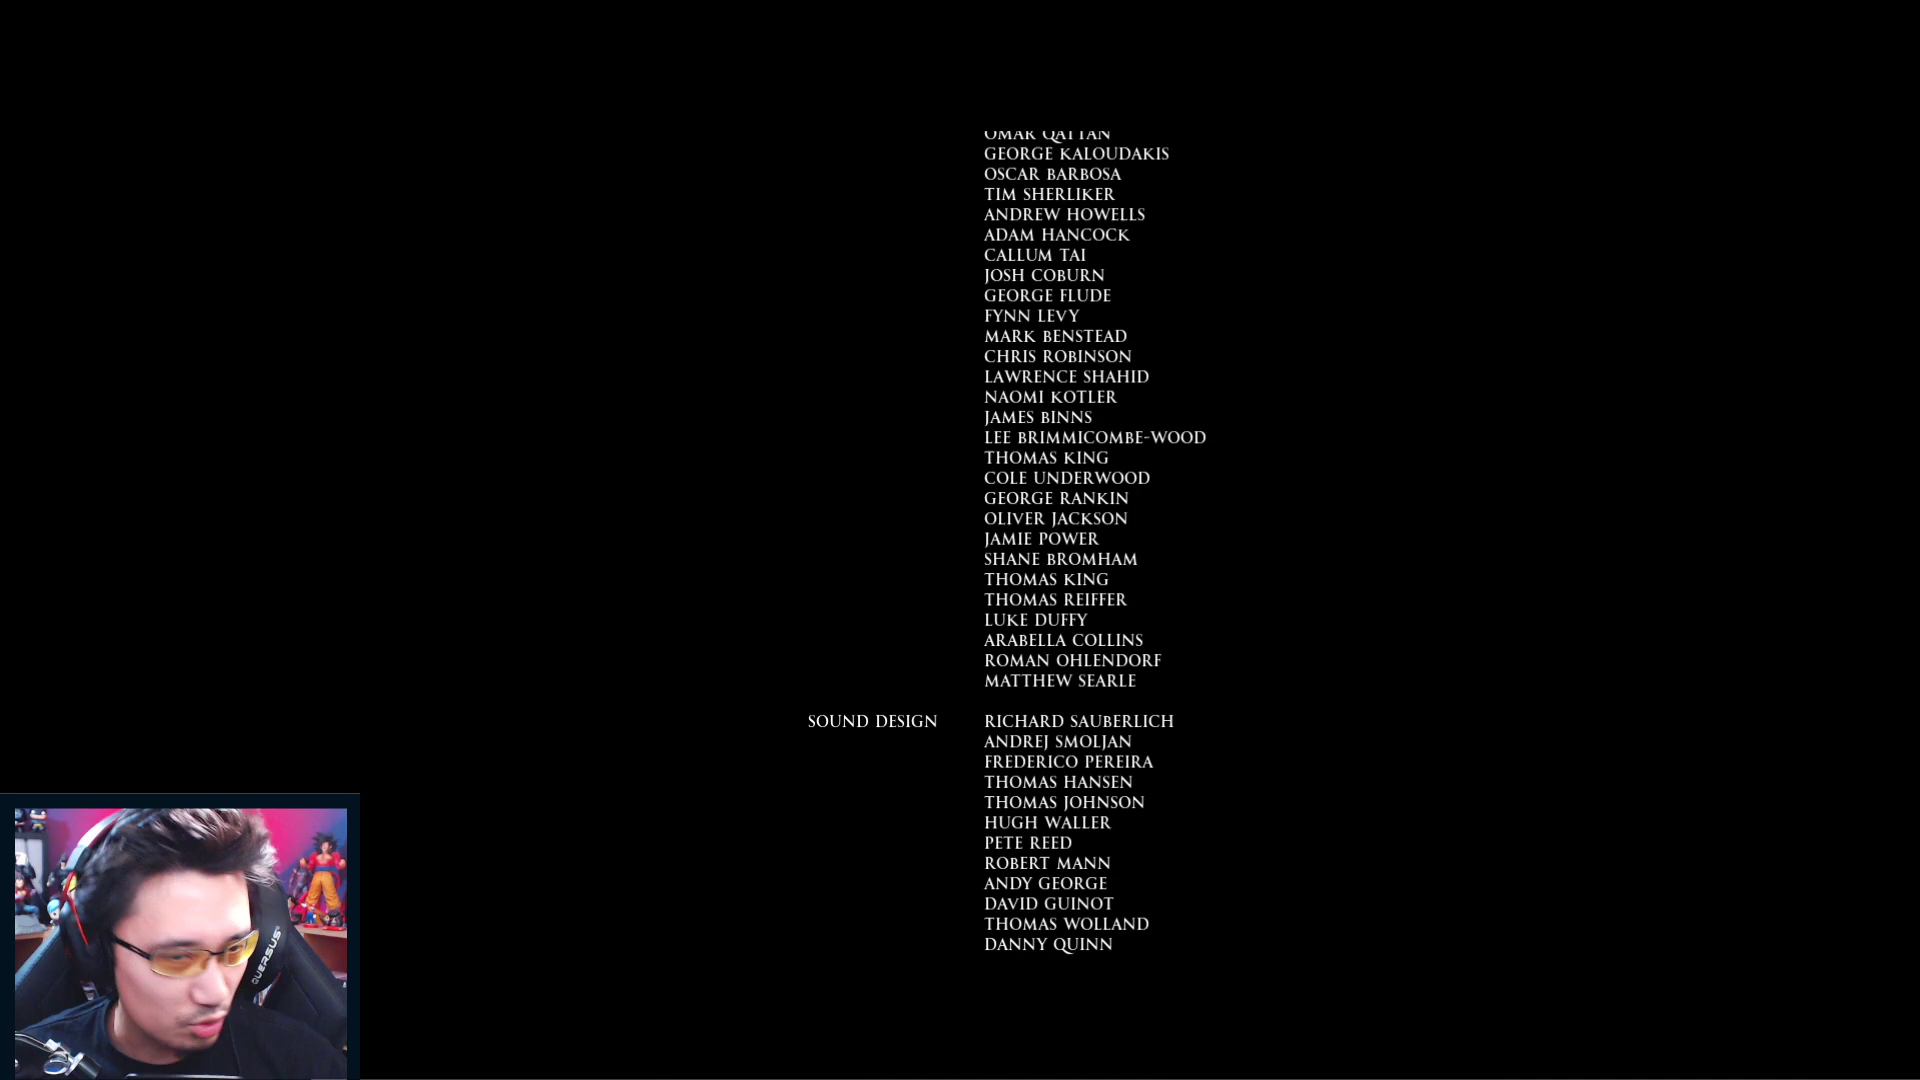 OMAR QATTAN
GEORGE KALOUDAKIS
OSCAR BARBOSA
TIM SHERLIKER
ANDREW HOWELLS
ADAM HANCOCK
CALLUM TAI
JOSH COBURN
GEORGE FLUDE
FYNN LEVY
MARK BENSTEAD
CHRIS ROBINSON
LAWRENCE SHAHID
NAOMI KOTLER
JAMES BINNS
LEE BRIMMICOMBE-WOOD
THOMAS KING
COLE UNDERWOOD
GEORGE RANKIN
OLIVER JACKSON
JAMIE POWER
SHANE BROMHAM
THOMAS KING
THOMAS REIFFER
LUKE DUFFY
ARABELLA COLLINS
ROMAN OHLENDORF
MATTHEW SEARLE
SOUND DESIGN RICHARD SAUBERLICH
ANDREJ SMOLJAN
FREDERICO PEREIRA
THOMAS HANSEN
THOMAS JOHNSON
HUGH WALLER
PETE REED
ROBERT MANN
ANDY GEORGE
DAVID GUINOT
THOMAS WOLLAND
DANNY QUINN
QUERSUS